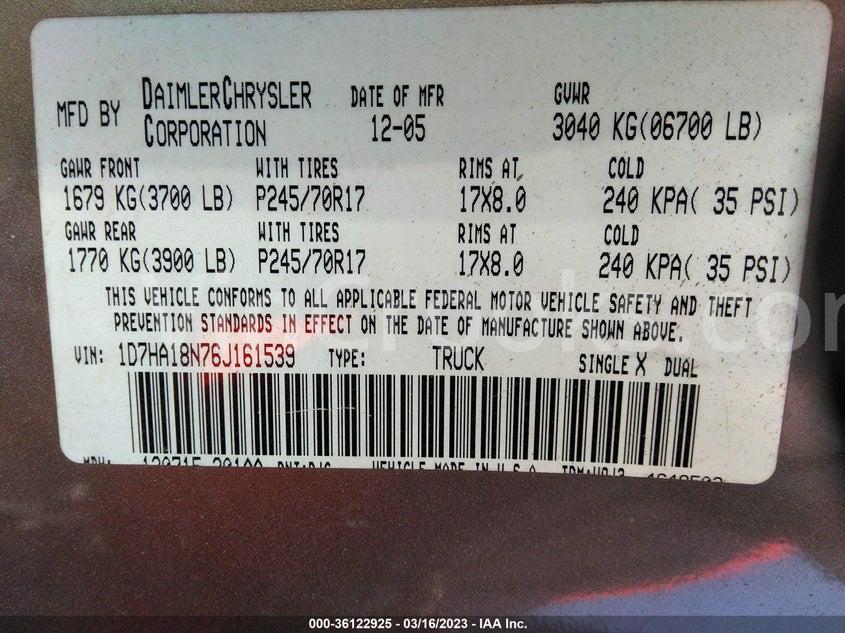 MFD BY DAIMLERCHRYSLER CORPORATION DATE OF MFR 12-05 GVWR 3040 KG(06700 LB)
GAWR FRONT WITH TIRES RIMS AT COLD
1679 KG(3700 LB) P245/70R17 17X8.0 240 KPA( 35 PSI)
GAWR REAR WITH TIRES RIMS AT COLD
1770 KG(3900 LB) P245/70R17 17X8.0 240 KPA( 35 PSI)
THIS VEHICLE CONFORMS TO ALL APPLICABLE FEDERAL MOTOR VEHICLE SAFETY AND THEFT
PREVENTION STANDARDS IN EFFECT ON THE DATE OF MANUFACTURE SHOWN ABOVE.
VIN: 1D7HA18N76J161539 TYPE: TRUCK SINGLE X DUAL
MDH: VEHICLE MADE IN U.S.A
000-36122925 - 03/16/2023 - IAA Inc.